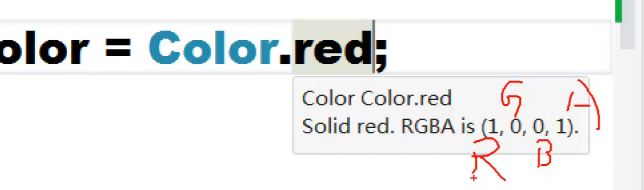 olor = Color.red;
Color Color.red
G A
Solid red. RGBA is (1, 0, 0, 1).
R B